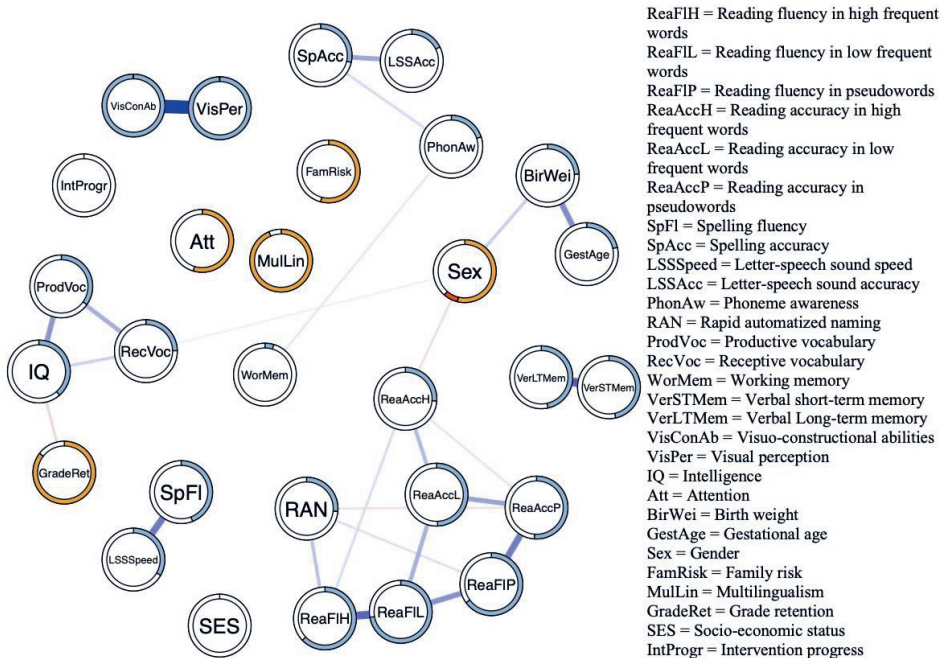 SpAcc
LSSAcc
VisConAb
VisPer
PhonAw
FamRisk
IntProgr
BirWei
Att
MulLin
GestAge
Sex
ProdVoc
RecVoc
IQ
WorMem
VerLTMem
VerSTMem
ReaAccH
GradeRet
SpFl
RAN
ReaAccL
ReaAccP
LSSSpeed
ReaFlP
ReaFlH
ReaFlL
SES
ReaFlH = Reading fluency in high frequent
words
ReaFlL = Reading fluency in low frequent
words
ReaFlP = Reading fluency in pseudowords
ReaAccH = Reading accuracy in high
frequent words
ReaAccL = Reading accuracy in low
frequent words
ReaAccP = Reading accuracy in
pseudowords
SpFl = Spelling fluency
SpAcc = Spelling accuracy
LSSSpeed = Letter-speech sound speed
LSSAcc = Letter-speech sound accuracy
PhonAw = Phoneme awareness
RAN = Rapid automatized naming
ProdVoc = Productive vocabulary
RecVoc = Receptive vocabulary
WorMem = Working memory
VerSTMem = Verbal short-term memory
VerLTMem = Verbal Long-term memory
VisConAb = Visuo-constructional abilities
VisPer = Visual perception
IQ = Intelligence
Att = Attention
BirWei = Birth weight
GestAge = Gestational age
Sex = Gender
FamRisk = Family risk
MulLin = Multilingualism
GradeRet = Grade retention
SES = Socio-economic status
IntProgr = Intervention progress